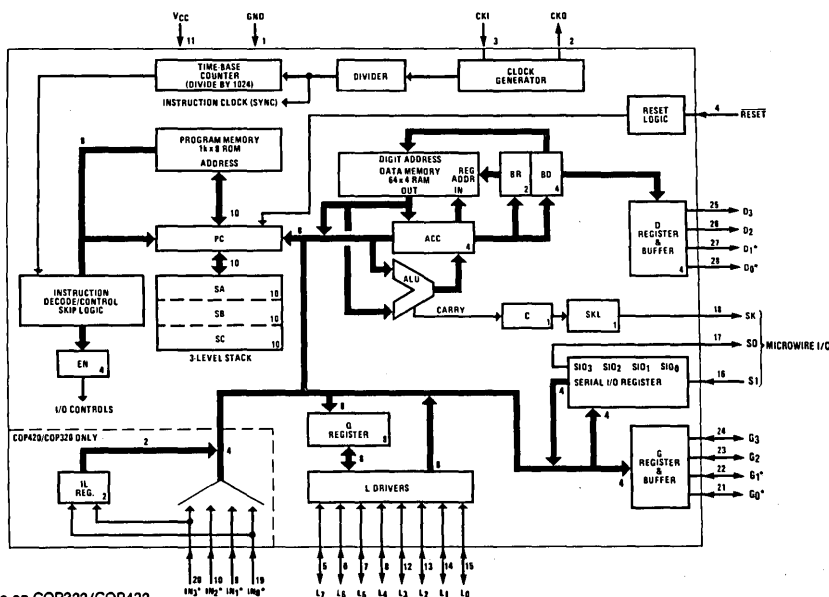 VCC GND CKI CKO
11 1 3 2
TIME-BASE
COUNTER
(DIVIDE BY 1024)
DIVIDER
CLOCK
GENERATOR
INSTRUCTION CLOCK (SYNC)
RESET
LOGIC
4 RESET
8
PROGRAM MEMORY
1k x 8 ROM
ADDRESS
DIGIT ADDRESS
DATA MEMORY
64 x 4 RAM
OUT
REG
ADDR
IN
BR
2
BD
4
10
PC
8
ACC
4
D
REGISTER
&
BUFFER
4
25 D3
26 D2
27 D1*
28 D0*
10
INSTRUCTION
DECODE/CONTROL
SKIP LOGIC
SA
10
SB
10
SC
10
3-LEVEL STACK
ALU
CARRY
C
1
SKL
1
18 SK
17 SO
MICROWIRE I/O
16 SI
EN
4
I/O CONTROLS
SIO3 SIO2 SIO1 SIO0
SERIAL I/O REGISTER
4
4
COP420/COP320 ONLY
2
4
IL
REG.
2
8
Q
REGISTER
8
8
8
L DRIVERS
4
G
REGISTER
&
BUFFER
24 G3
23 G2
22 G1*
21 G0*
20 10 9 19
IN3* IN2* IN1* IN0*
5 6 7 8 12 13 14 15
L7 L6 L5 L4 L3 L2 L1 L0
on COP322/COP422